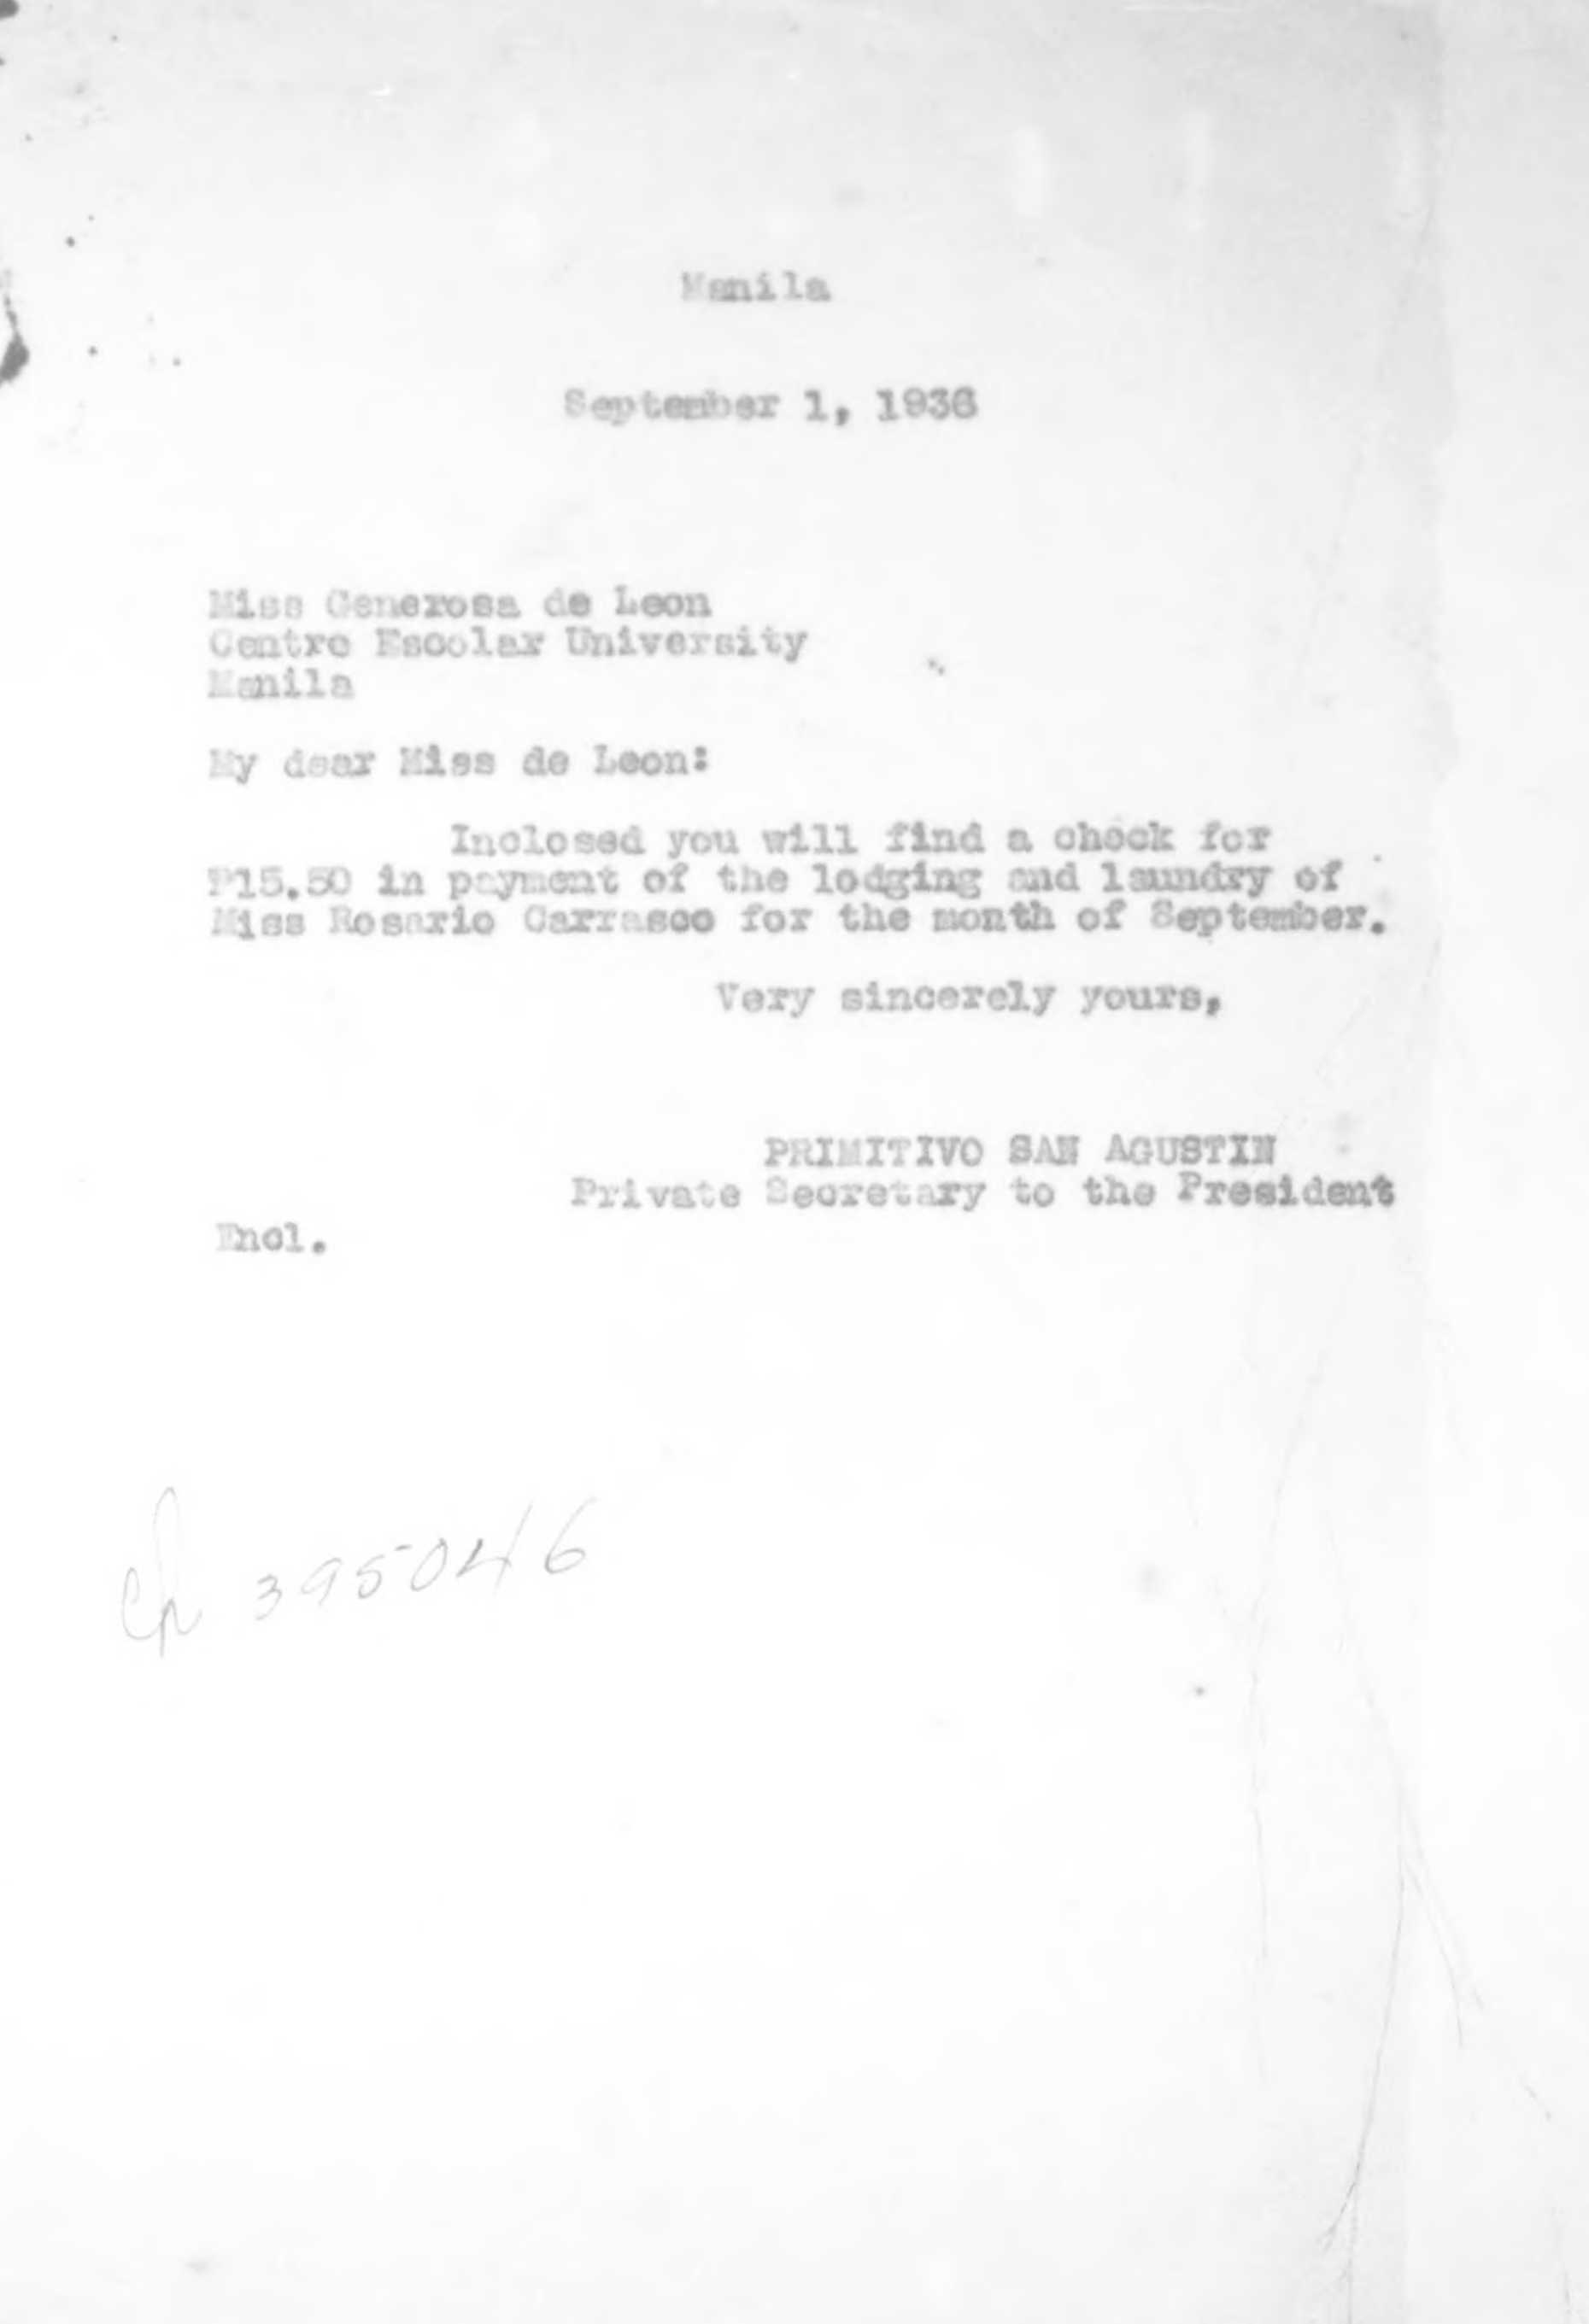 Manila
September 1, 1936
Miss Generosa de Leon
Centro Escolar University
Manila
My dear Miss de Leon:
Inclosed you will find a check for
₱15.50 in payment of the lodging and laundry of
Miss Rosario Carrasco for the month of September.
Very sincerely yours,
PRIMITIVO SAN AGUSTIN
Private Secretary to the President
Encl.
Ch 395046